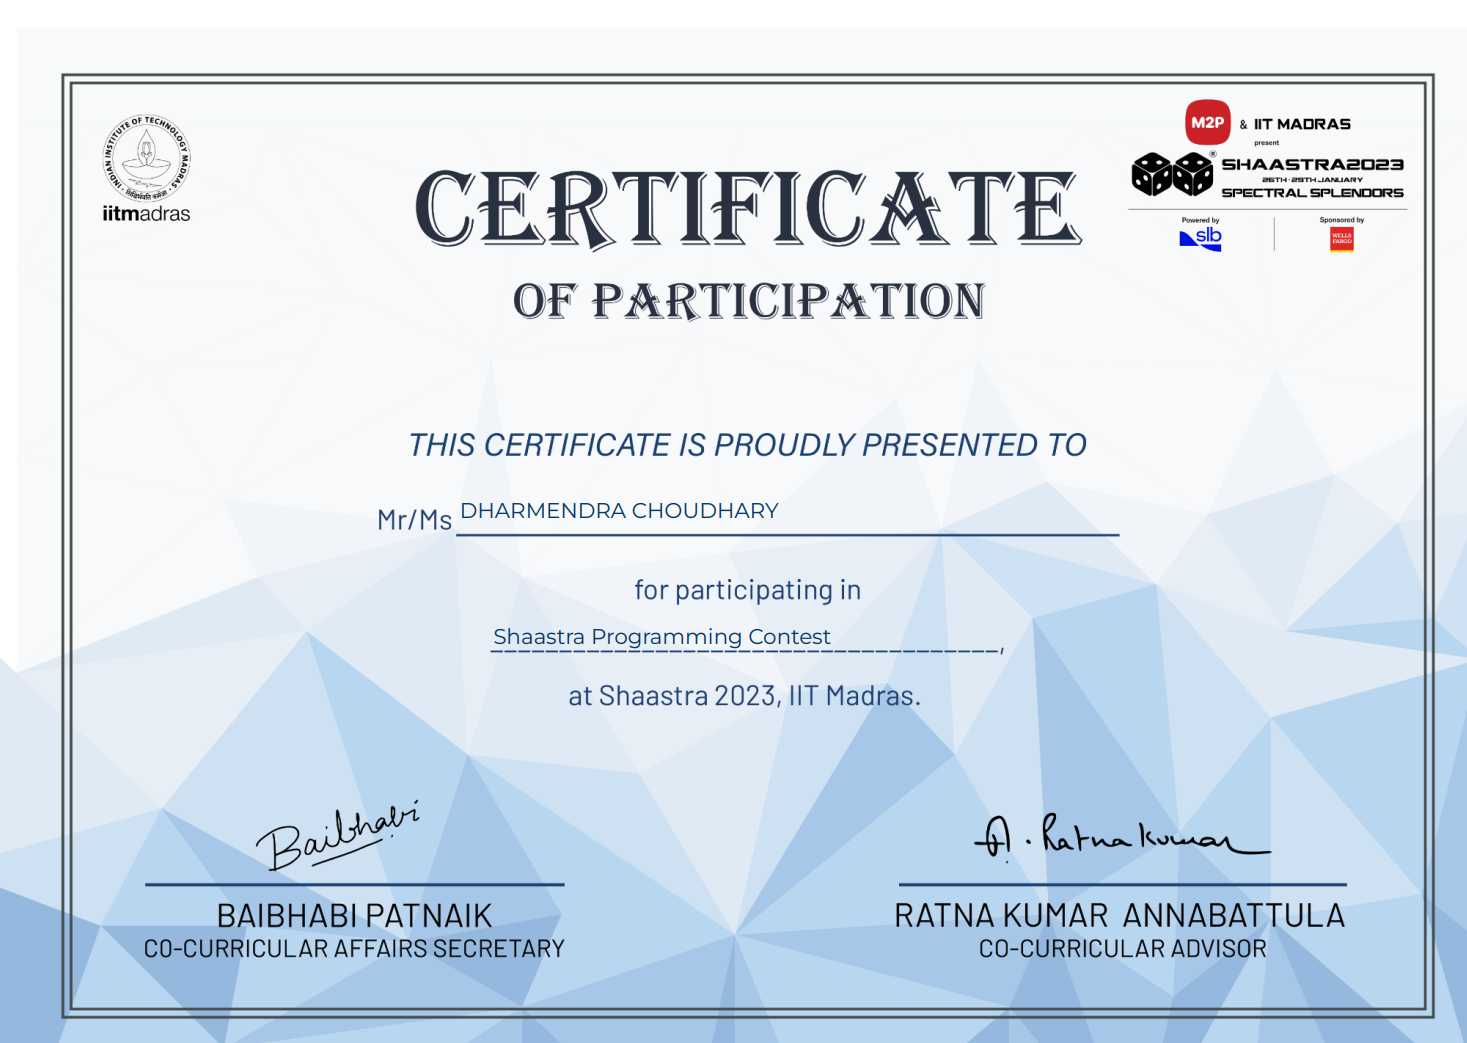 INDIAN INSTITUTE OF TECHNOLOGY MADRAS
सिद्धिर्भवति कर्मजा
iitmadras
M2P & IIT MADRAS
present
SHAASTRA2023
26TH-29TH JANUARY
SPECTRAL SPLENDORS
Powered by
slb
Sponsored by
WELLS
FARGO
CERTIFICATE
OF PARTICIPATION
THIS CERTIFICATE IS PROUDLY PRESENTED TO
Mr/Ms DHARMENDRA CHOUDHARY
for participating in
Shaastra Programming Contest,
at Shaastra 2023, IIT Madras.
Baibhabi
BAIBHABI PATNAIK
CO-CURRICULAR AFFAIRS SECRETARY
A. Ratna kumar
RATNA KUMAR ANNABATTULA
CO-CURRICULAR ADVISOR